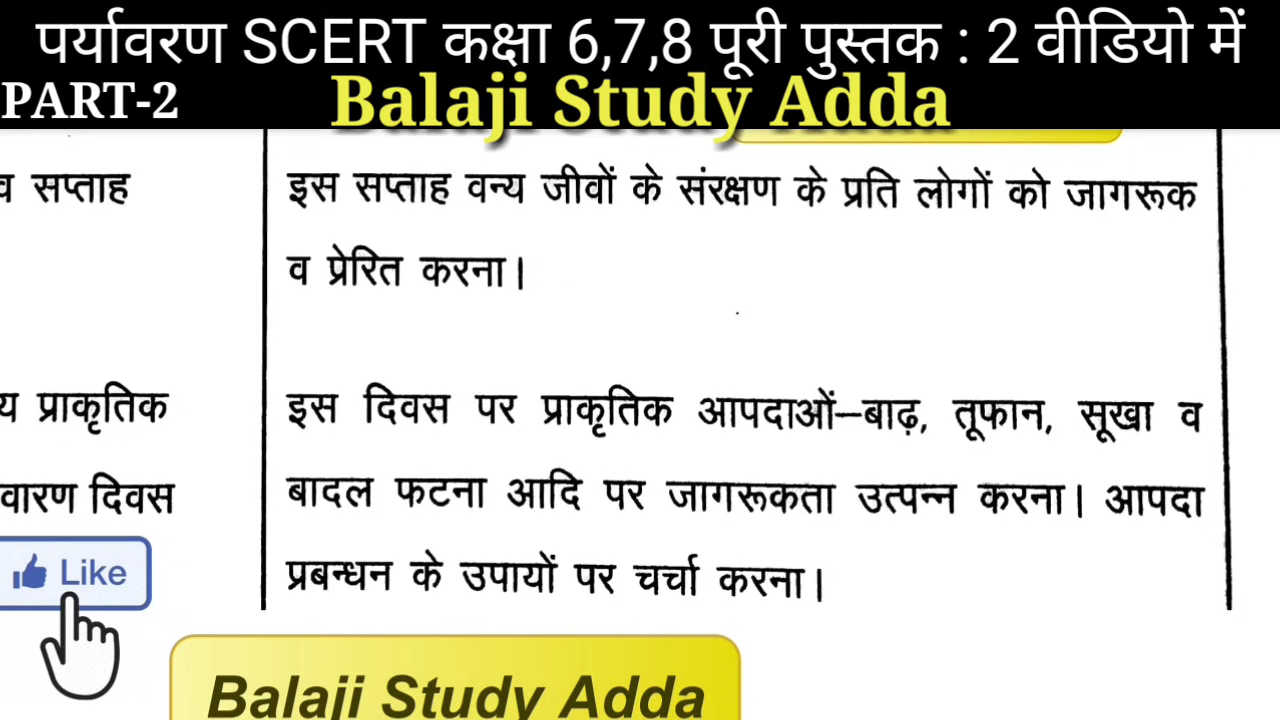 पर्यावरण SCERT कक्षा 6,7,8 पूरी पुस्तक : 2 वीडियो में
PART-2
Balaji Study Adda
व सप्ताह
इस सप्ताह वन्य जीवों के संरक्षण के प्रति लोगों को जागरूक
व प्रेरित करना।
य प्राकृतिक
वारण दिवस
इस दिवस पर प्राकृतिक आपदाओं—बाढ़, तूफान, सूखा व
बादल फटना आदि पर जागरूकता उत्पन्न करना। आपदा
प्रबन्धन के उपायों पर चर्चा करना।
Like
Balaji Study Adda